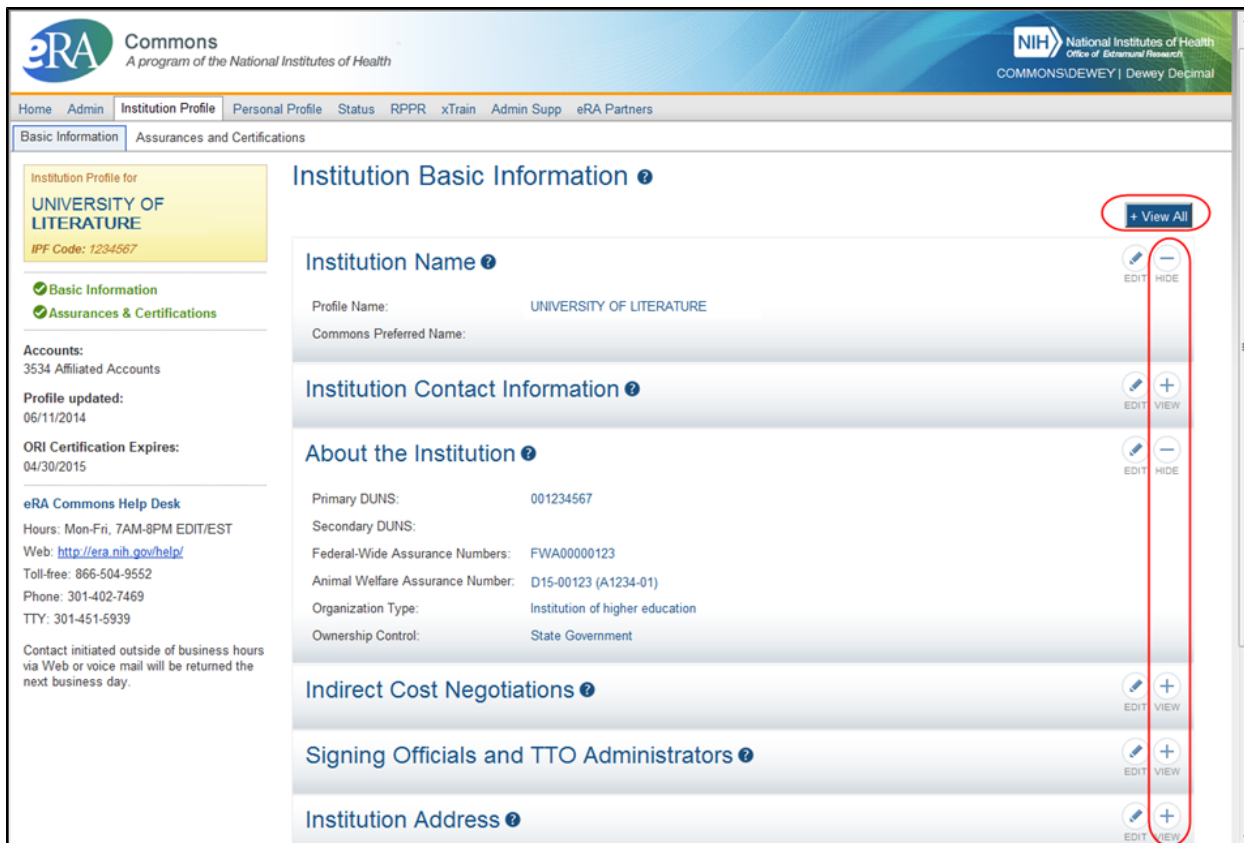 eRA
Commons
A program of the National Institutes of Health
NIH National Institutes of Health
Office of Extramural Research
COMMONS\DEWEY | Dewey Decimal
Home Admin Institution Profile Personal Profile Status RPPR xTrain Admin Supp eRA Partners
Basic Information Assurances and Certifications
Institution Profile for
UNIVERSITY OF
LITERATURE
IPF Code: 1234567
Basic Information
Assurances & Certifications
Accounts:
3534 Affiliated Accounts
Profile updated:
06/11/2014
ORI Certification Expires:
04/30/2015
eRA Commons Help Desk
Hours: Mon-Fri, 7AM-8PM EDIT/EST
Web: http://era.nih.gov/help/
Toll-free: 866-504-9552
Phone: 301-402-7469
TTY: 301-451-5939
Contact initiated outside of business hours
via Web or voice mail will be returned the
next business day.
Institution Basic Information ?
+ View All
Institution Name ?
EDIT HIDE
Profile Name: UNIVERSITY OF LITERATURE
Commons Preferred Name:
Institution Contact Information ?
EDIT VIEW
About the Institution ?
EDIT HIDE
Primary DUNS: 001234567
Secondary DUNS:
Federal-Wide Assurance Numbers: FWA00000123
Animal Welfare Assurance Number: D15-00123 (A1234-01)
Organization Type: Institution of higher education
Ownership Control: State Government
Indirect Cost Negotiations ?
EDIT VIEW
Signing Officials and TTO Administrators ?
EDIT VIEW
Institution Address ?
EDIT VIEW